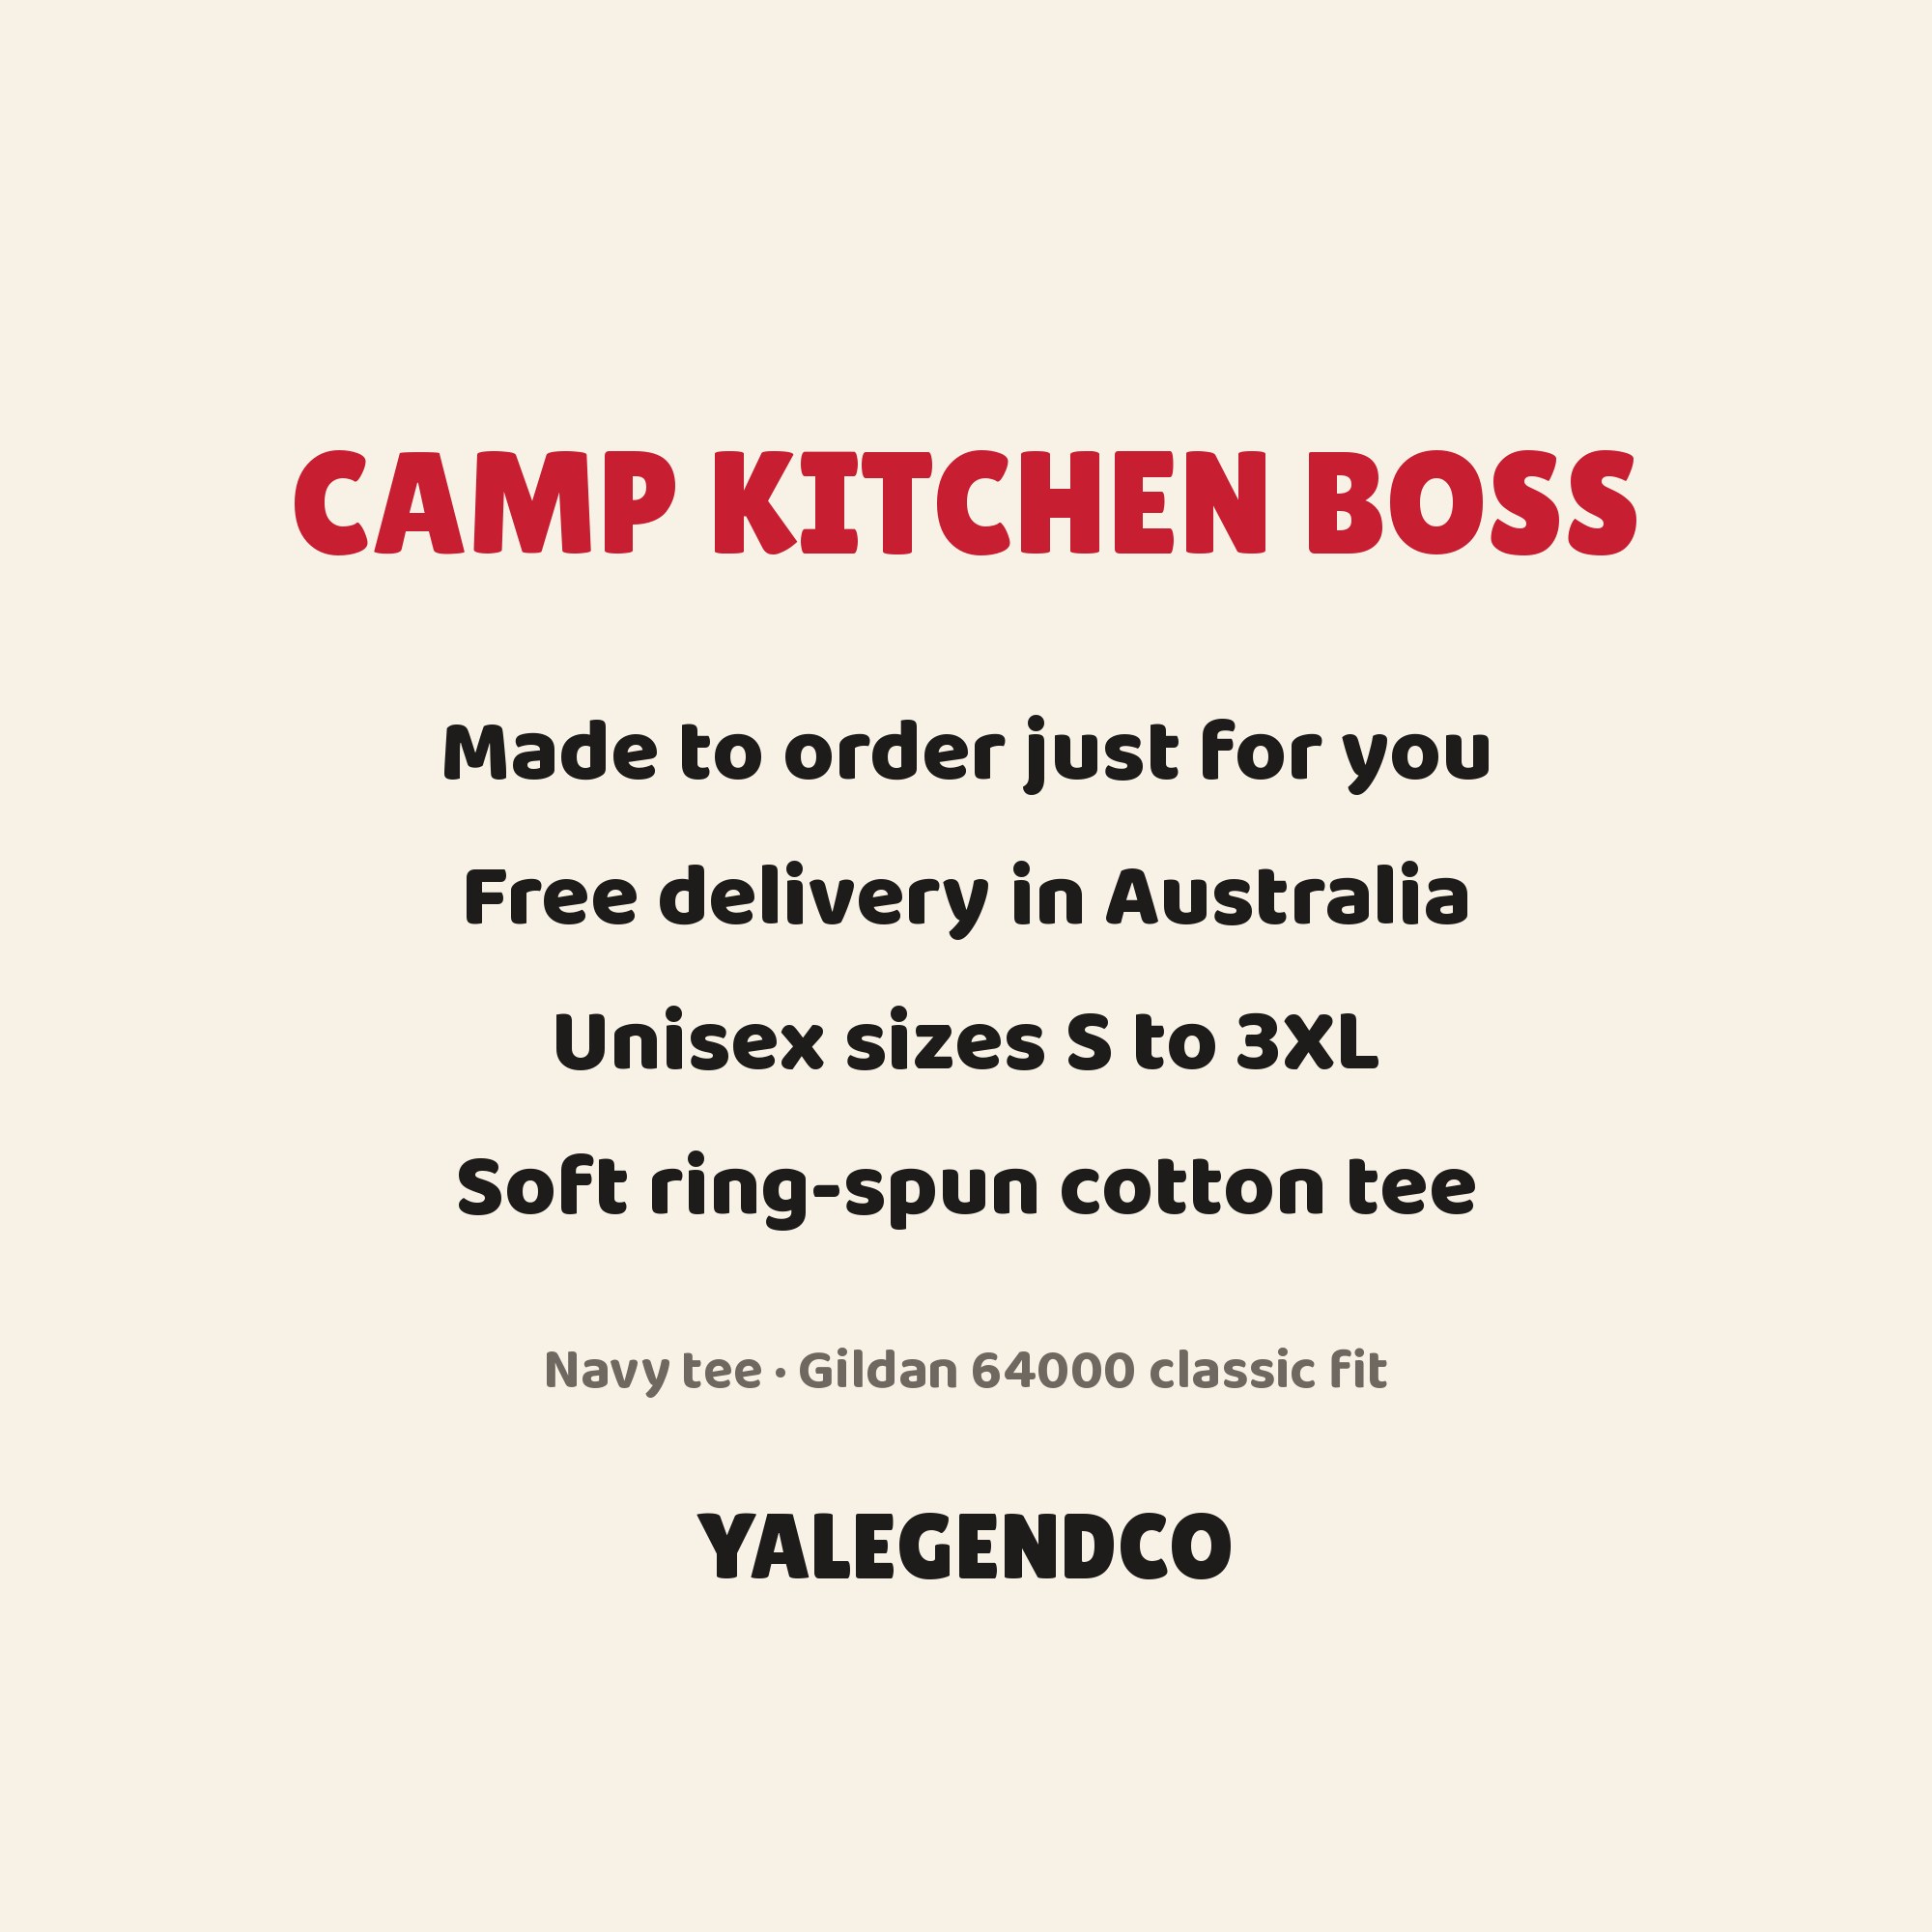 CAMP KITCHEN BOSS
Made to order just for you
Free delivery in Australia
Unisex sizes S to 3XL
Soft ring-spun cotton tee
Navy tee · Gildan 64000 classic fit
YALEGENDCO